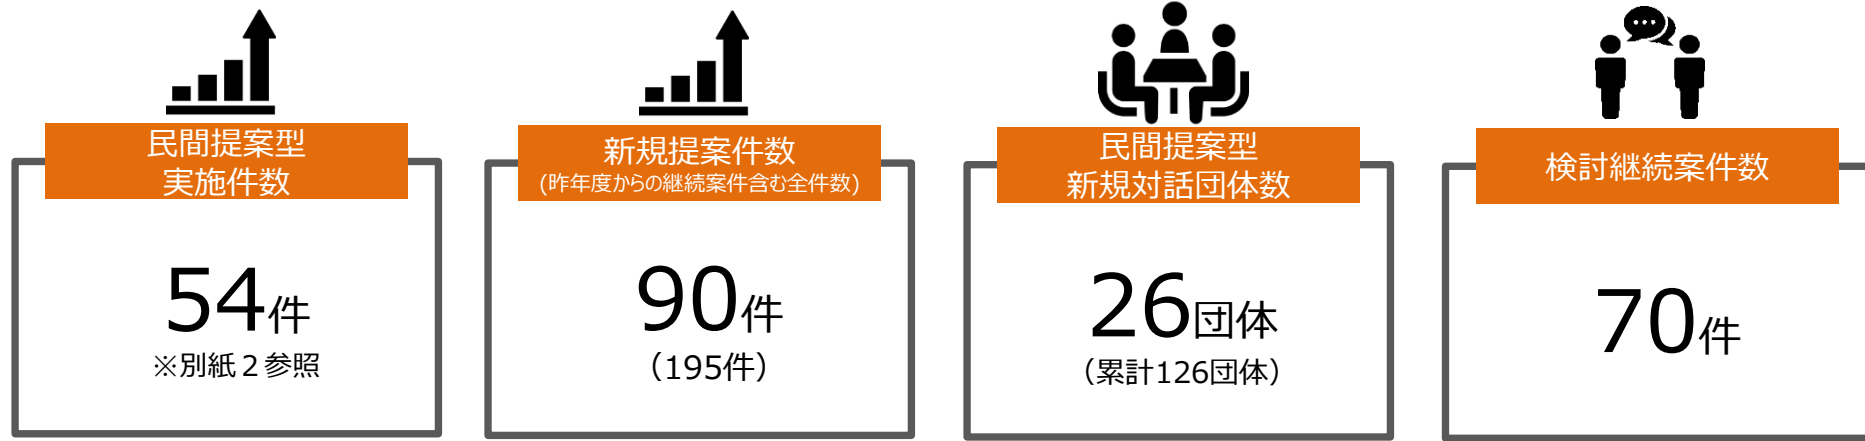 民間提案型
実施件数
54件
※別紙２参照
新規提案件数
(昨年度からの継続案件含む全件数)
90件
（195件）
民間提案型
新規対話団体数
26団体
（累計126団体）
検討継続案件数
70件